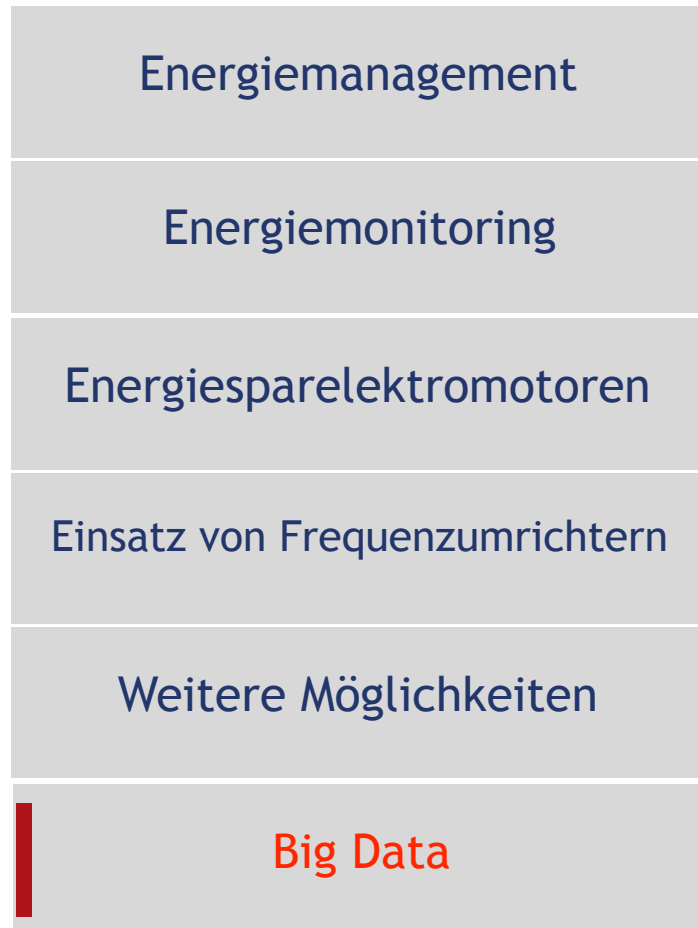 Energiemanagement
Energiemonitoring
Energiesparelektromotoren
Einsatz von Frequenzumrichtern
Weitere Möglichkeiten
Big Data